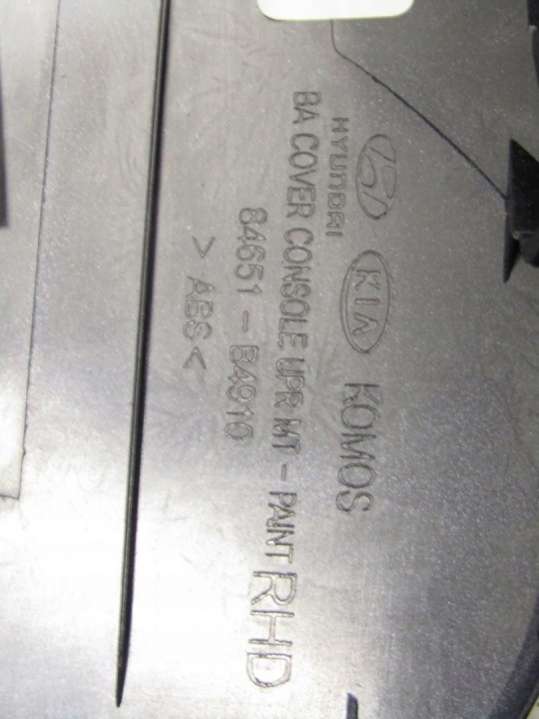 HYUNDAI KIA KOMOS
BA COVER CONSOLE UPR MT - PAINT RHD
84651 - B4910
> ABS <